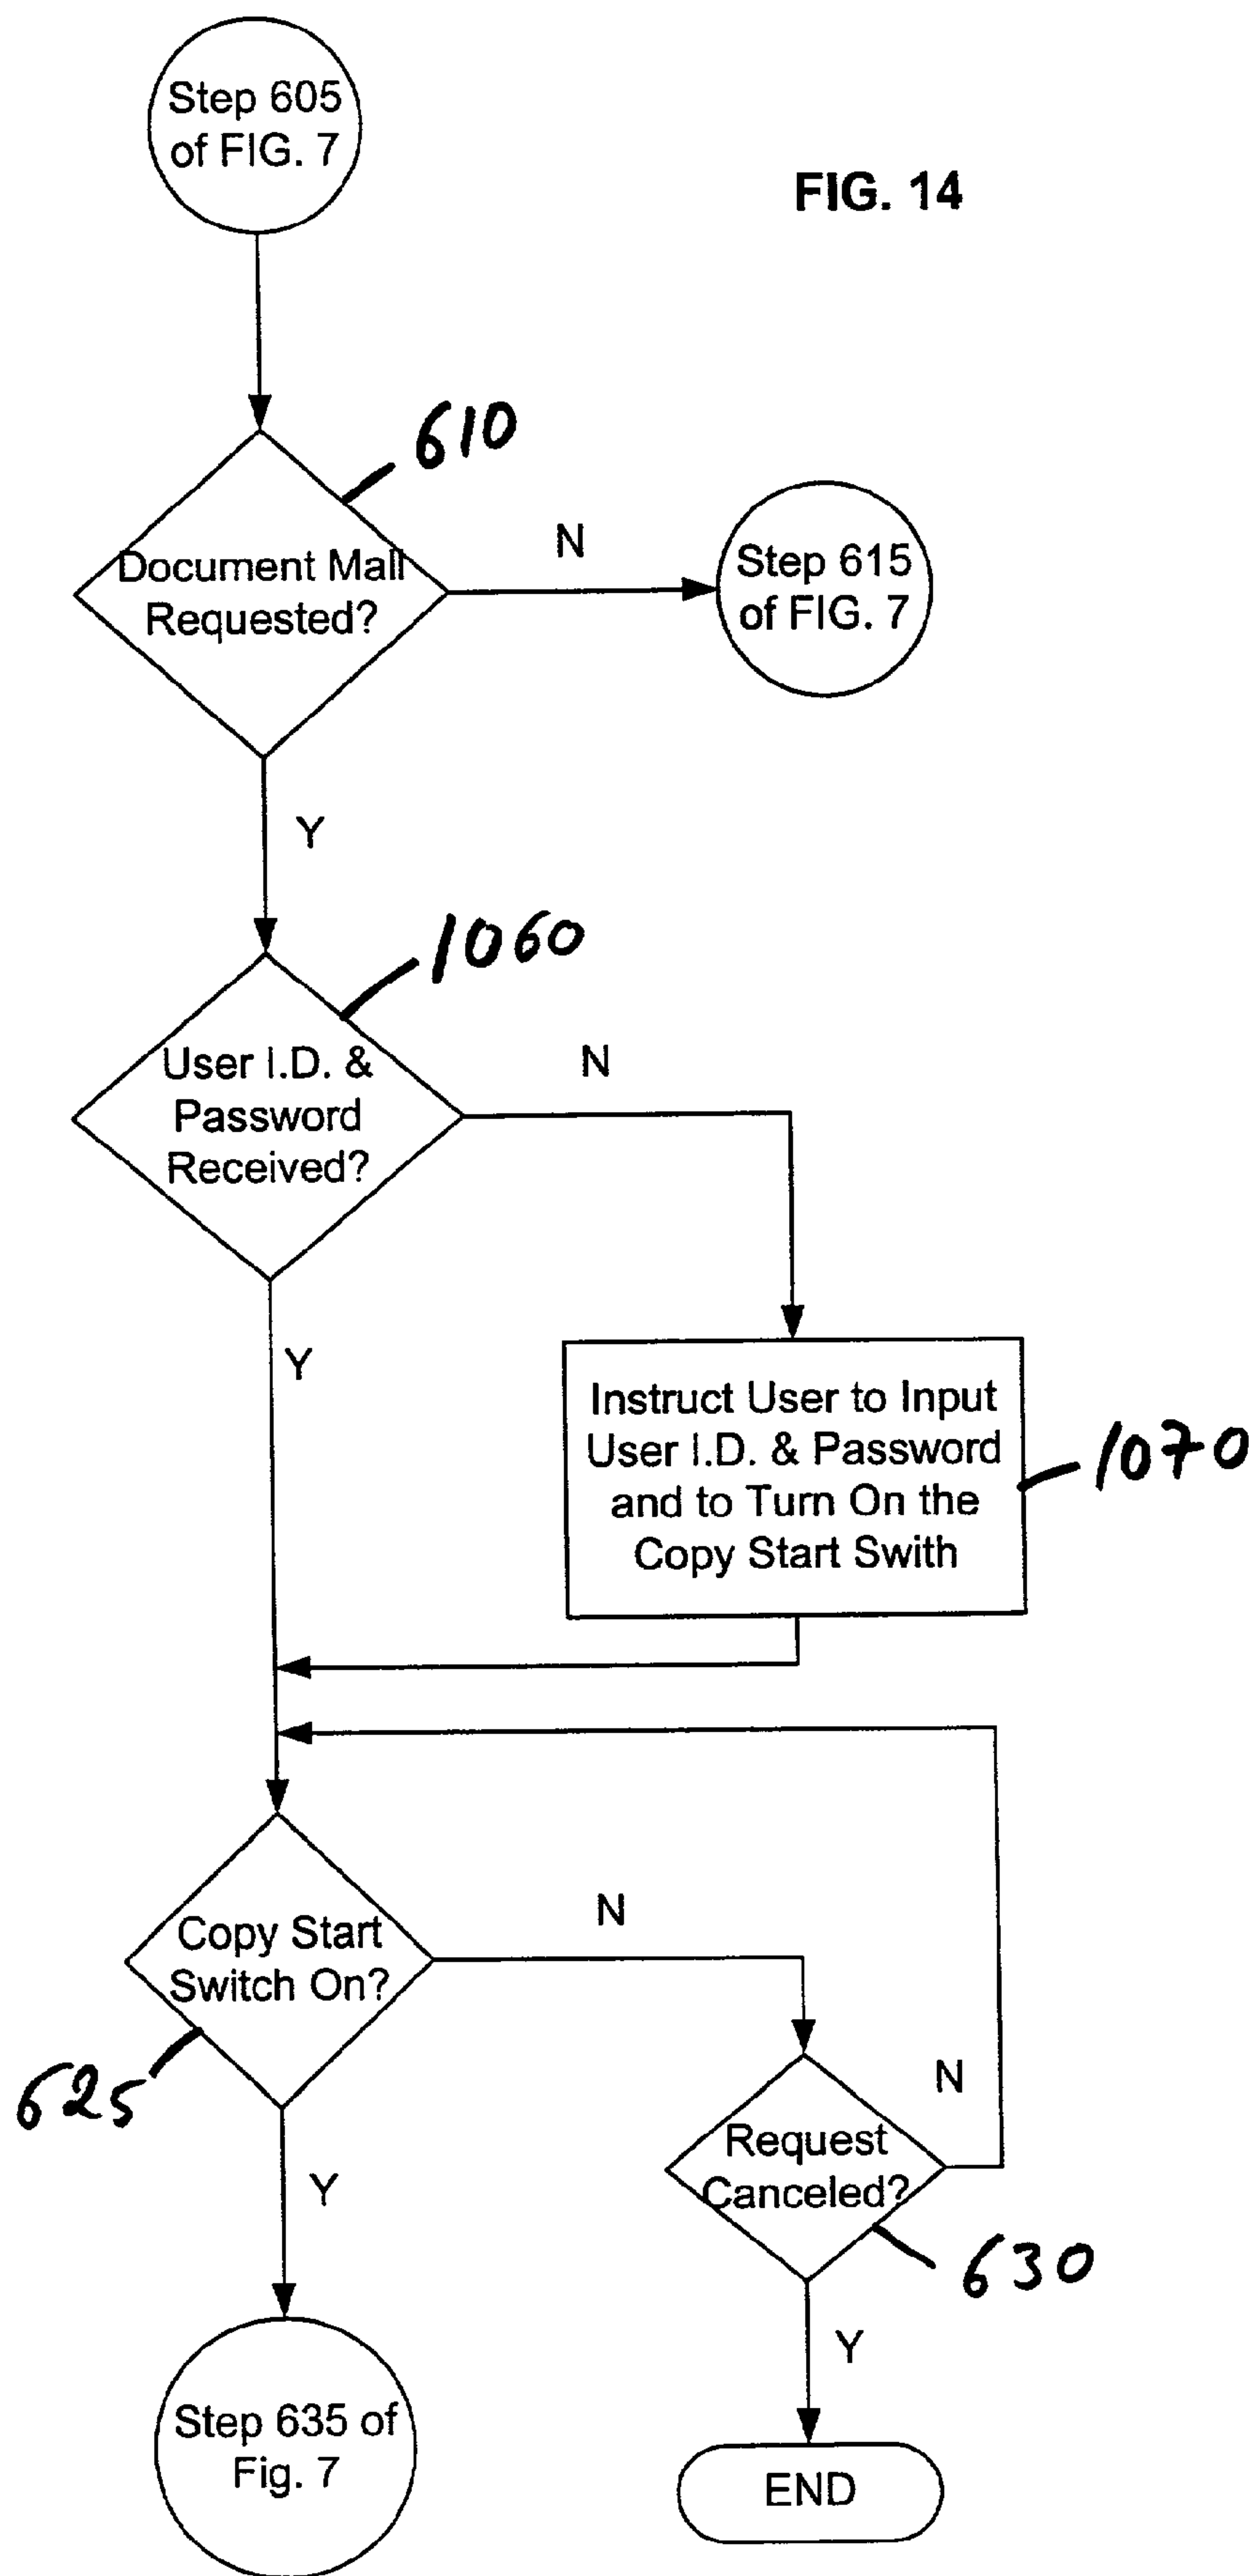 Step 605
of FIG. 7
FIG. 14
610
Document Mall
Requested?
N
Step 615
of FIG. 7
Y
1060
User I.D. &
Password
Received?
N
Y
Instruct User to Input
User I.D. & Password
and to Turn On the
Copy Start Swith
1070
Copy Start
Switch On?
N
625
Request
Canceled?
N
630
Y
Y
Step 635 of
Fig. 7
END